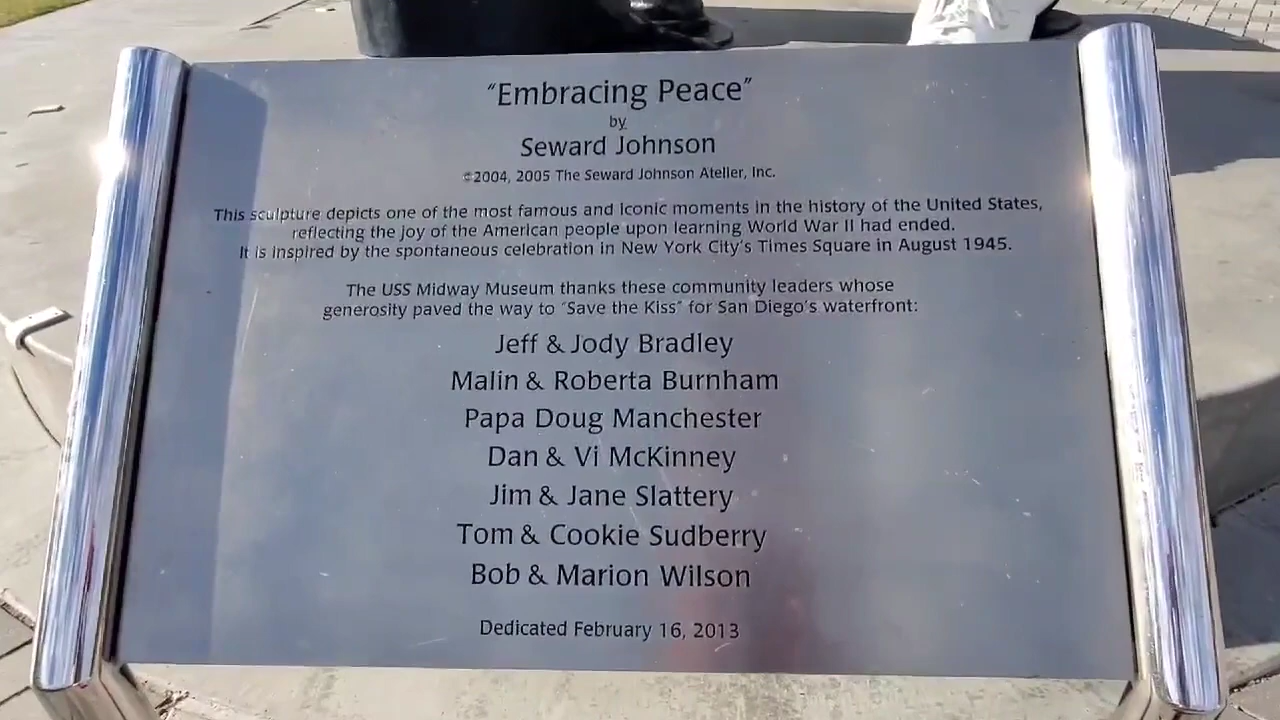 "Embracing Peace"
by
Seward Johnson
©2004, 2005 The Seward Johnson Atelier, Inc.
This sculpture depicts one of the most famous and iconic moments in the history of the United States,
reflecting the joy of the American people upon learning World War II had ended.
It is inspired by the spontaneous celebration in New York City's Times Square in August 1945.
The USS Midway Museum thanks these community leaders whose
generosity paved the way to "Save the Kiss" for San Diego's waterfront:
Jeff & Jody Bradley
Malin & Roberta Burnham
Papa Doug Manchester
Dan & Vi McKinney
Jim & Jane Slattery
Tom & Cookie Sudberry
Bob & Marion Wilson
Dedicated February 16, 2013